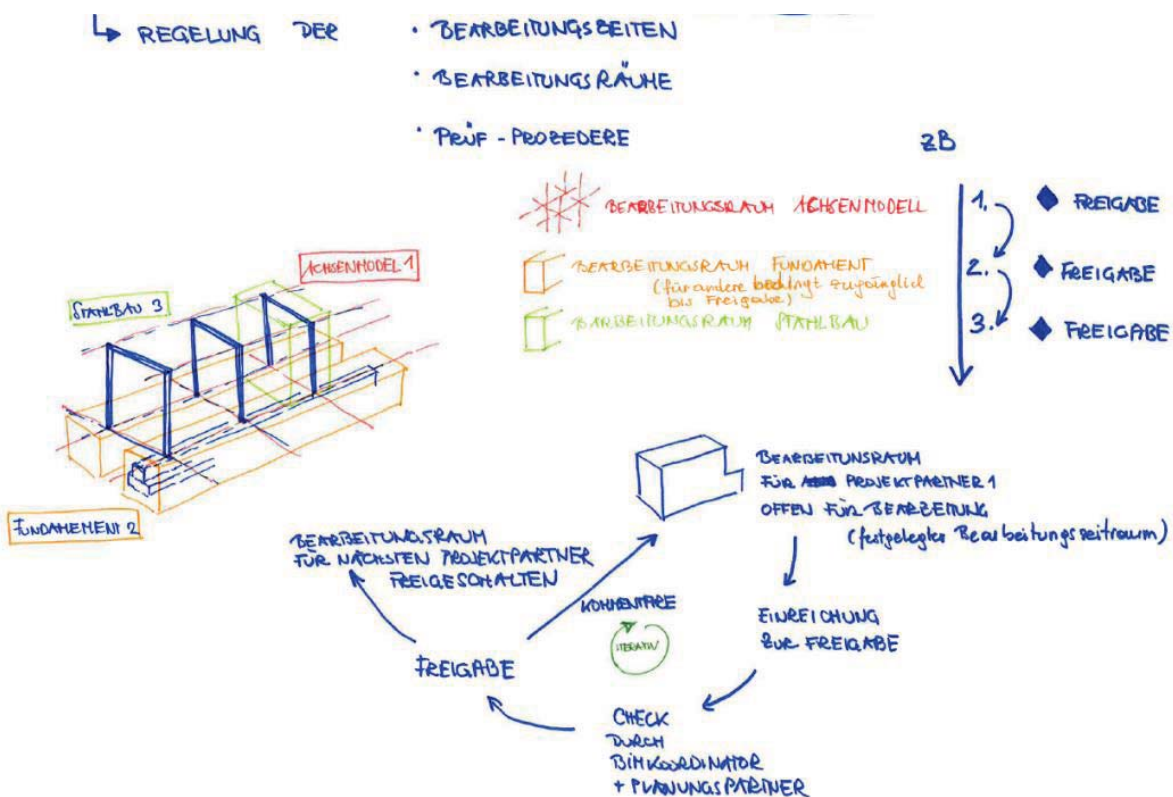 ↳ REGELUNG DER
• BEARBEITUNGSZEITEN
• BEARBEITUNGSRÄUME
• PRÜF - PROZEDERE
ZB
BEARBEITUNGSRAUM ACHSENMODELL
BEARBEITUNGSRAUM FUNDAMENT
(für andere bedingt zugänglich
bis Freigabe)
BARBEITUNGSRAUM STAHLBAU
1. ◆ FREIGABE
2. ◆ FREIGABE
3. ◆ FREIGABE
ACHSENMODEL 1
STAHLBAU 3
FUNDAMEMENT 2
BEARBEITUNSRAUM
FÜR PROJEKTPARTNER 1
OFFEN FÜR BEARBEITUNG
(festgelegter Bearbeitungszeitraum)
EINREICHUNG
ZUR FREIGABE
CHECK
DURCH
BIMKOORDINATOR
+ PLANUNGSPARTNER
FREIGABE
KOMMENTARE
ITERATIV
BEARBEITUNGSRAUM
FÜR NÄCHSTEN PROJEKTPARTNER
FREIGESCHALTEN